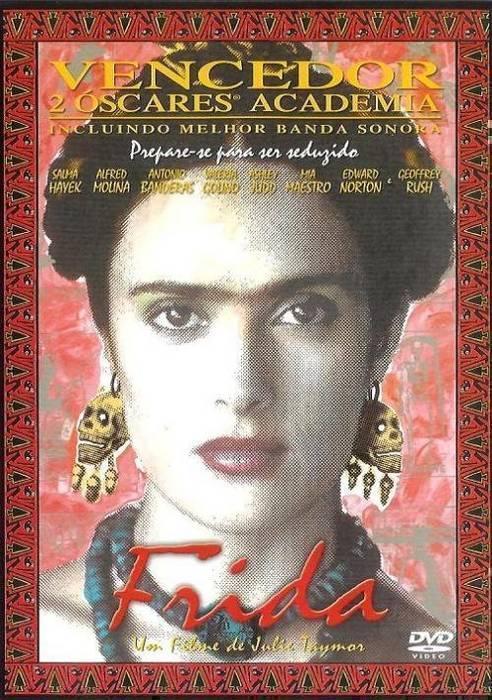 VENCEDOR
2 ÓSCARES® ACADEMIA
INCLUINDO MELHOR BANDA SONORA
Prepare-se para ser seduzido
SALMA HAYEK ALFRED MOLINA ANTONIO BANDERAS VALERIA GOLINO ASHLEY JUDD MIA MAESTRO EDWARD NORTON e GEOFFREY RUSH
Frida
Um Filme de Julie Taymor
DVD
VIDEO